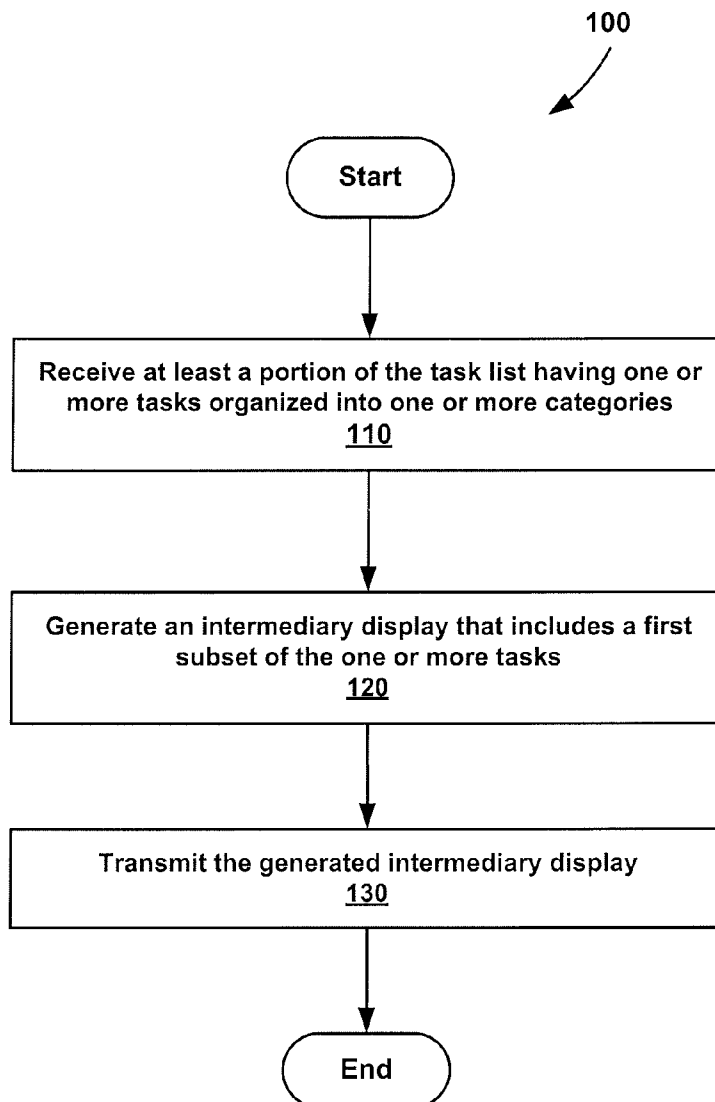 100
Start
Receive at least a portion of the task list having one or
more tasks organized into one or more categories
110
Generate an intermediary display that includes a first
subset of the one or more tasks
120
Transmit the generated intermediary display
130
End